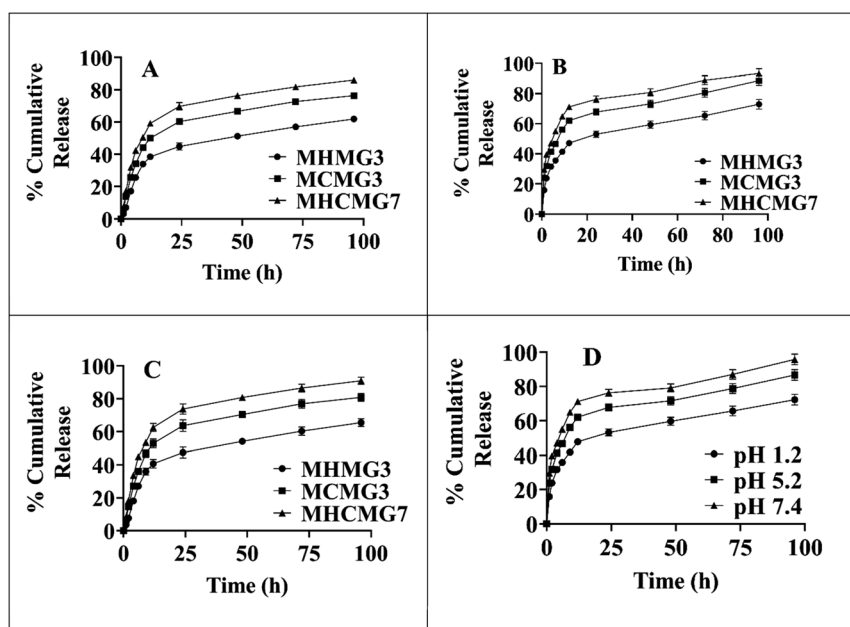 A
% Cumulative
Release
100
80
60
40
20
0
MHMG3
MCMG3
MHCMG7
0 25 50 75 100
Time (h)
B
% Cumulative
Release
100
80
60
40
20
0
MHMG3
MCMG3
MHCMG7
0 20 40 60 80 100
Time (h)
C
% Cumulative
Release
100
80
60
40
20
0
MHMG3
MCMG3
MHCMG7
0 25 50 75 100
Time (h)
D
% Cumulative
Release
100
80
60
40
20
0
pH 1.2
pH 5.2
pH 7.4
0 25 50 75 100
Time (h)